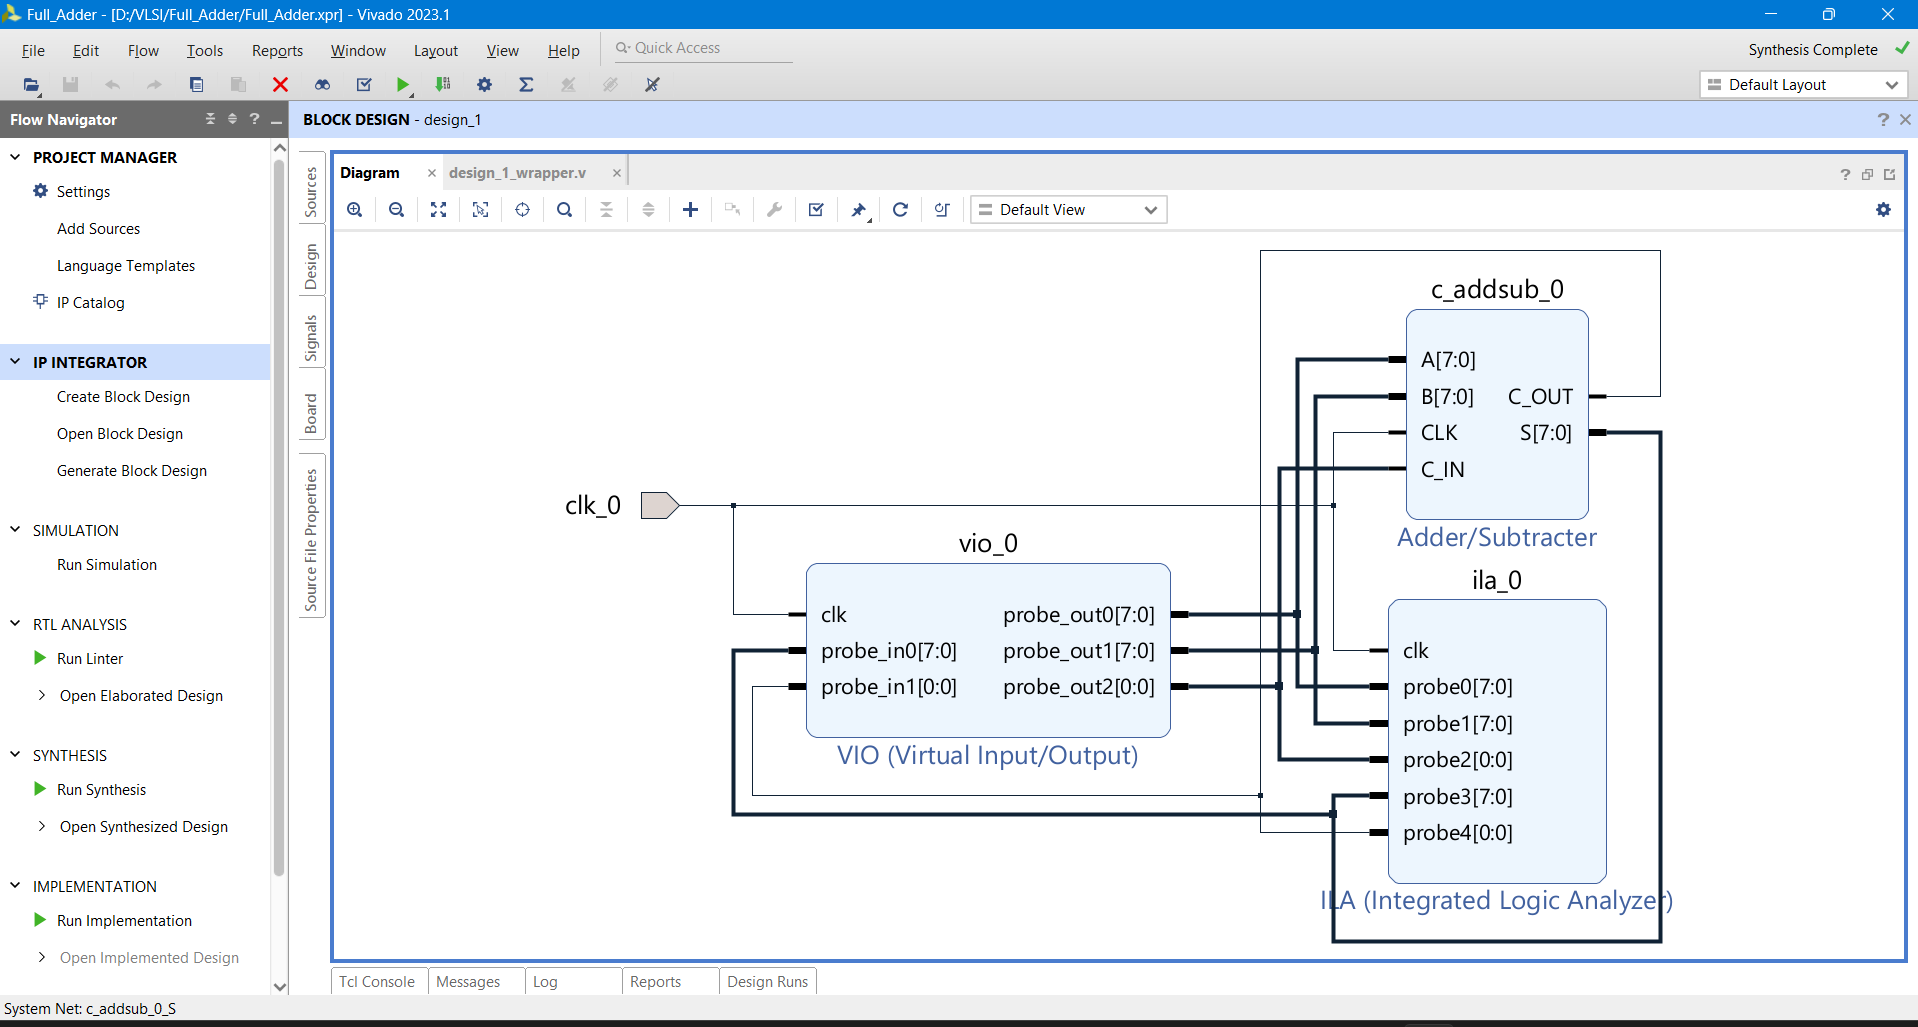 Full_Adder - [D:/VLSI/Full_Adder/Full_Adder.xpr] - Vivado 2023.1
File Edit Flow Tools Reports Window Layout View Help Quick Access Synthesis Complete
Default Layout
Flow Navigator
PROJECT MANAGER
Settings
Add Sources
Language Templates
IP Catalog
IP INTEGRATOR
Create Block Design
Open Block Design
Generate Block Design
SIMULATION
Run Simulation
RTL ANALYSIS
Run Linter
Open Elaborated Design
SYNTHESIS
Run Synthesis
Open Synthesized Design
IMPLEMENTATION
Run Implementation
Open Implemented Design
BLOCK DESIGN - design_1
Sources
Design
Signals
Board
Source File Properties
Diagram design_1_wrapper.v
Default View
c_addsub_0
A[7:0]
B[7:0] C_OUT
CLK S[7:0]
C_IN
Adder/Subtracter
clk_0
vio_0
clk probe_out0[7:0]
probe_in0[7:0] probe_out1[7:0]
probe_in1[0:0] probe_out2[0:0]
VIO (Virtual Input/Output)
ila_0
clk
probe0[7:0]
probe1[7:0]
probe2[0:0]
probe3[7:0]
probe4[0:0]
ILA (Integrated Logic Analyzer)
Tcl Console Messages Log Reports Design Runs
System Net: c_addsub_0_S